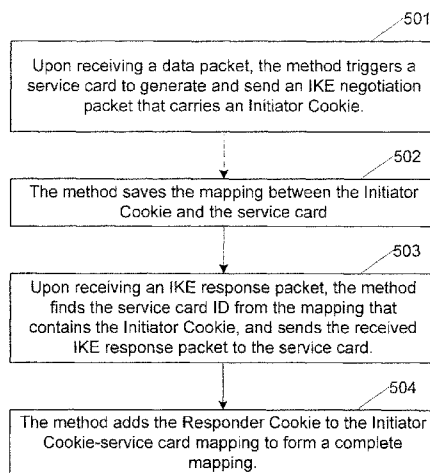 501
Upon receiving a data packet, the method triggers a
service card to generate and send an IKE negotiation
packet that carries an Initiator Cookie.
502
The method saves the mapping between the Initiator
Cookie and the service card
503
Upon receiving an IKE response packet, the method
finds the service card ID from the mapping that
contains the Initiator Cookie, and sends the received
IKE response packet to the service card.
504
The method adds the Responder Cookie to the Initiator
Cookie-service card mapping to form a complete
mapping.